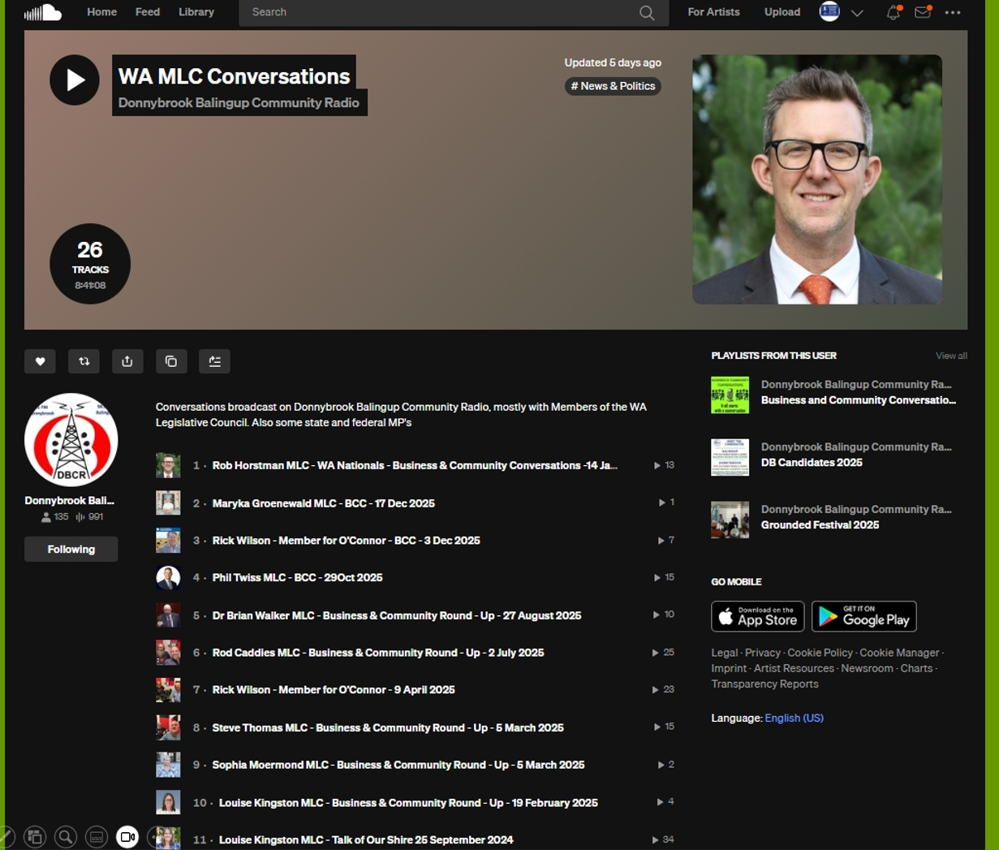 Home Feed Library Search For Artists Upload
WA MLC Conversations
Donnybrook Balingup Community Radio
Updated 5 days ago
# News & Politics
26
TRACKS
8:41:08
Conversations broadcast on Donnybrook Balingup Community Radio, mostly with Members of the WA
Legislative Council. Also some state and federal MP's
DBCR
Donnybrook Bali...
135 991
Following
1 · Rob Horstman MLC - WA Nationals - Business & Community Conversations -14 Ja... 13
2 · Maryka Groenewald MLC - BCC - 17 Dec 2025 1
3 · Rick Wilson - Member for O'Connor - BCC - 3 Dec 2025 7
4 · Phil Twiss MLC - BCC - 29Oct 2025 15
5 · Dr Brian Walker MLC - Business & Community Round - Up - 27 August 2025 10
6 · Rod Caddies MLC - Business & Community Round - Up - 2 July 2025 25
7 · Rick Wilson - Member for O'Connor - 9 April 2025 23
8 · Steve Thomas MLC - Business & Community Round - Up - 5 March 2025 15
9 · Sophia Moermond MLC - Business & Community Round - Up - 5 March 2025 2
10 · Louise Kingston MLC - Business & Community Round - Up - 19 February 2025 4
11 · Louise Kingston MLC - Talk of Our Shire 25 September 2024 34
PLAYLISTS FROM THIS USER View all
Donnybrook Balingup Community Ra...
Business and Community Conversatio...
Donnybrook Balingup Community Ra...
DB Candidates 2025
Donnybrook Balingup Community Ra...
Grounded Festival 2025
GO MOBILE
Download on the
App Store
GET IT ON
Google Play
Legal · Privacy · Cookie Policy · Cookie Manager ·
Imprint · Artist Resources · Newsroom · Charts ·
Transparency Reports
Language: English (US)